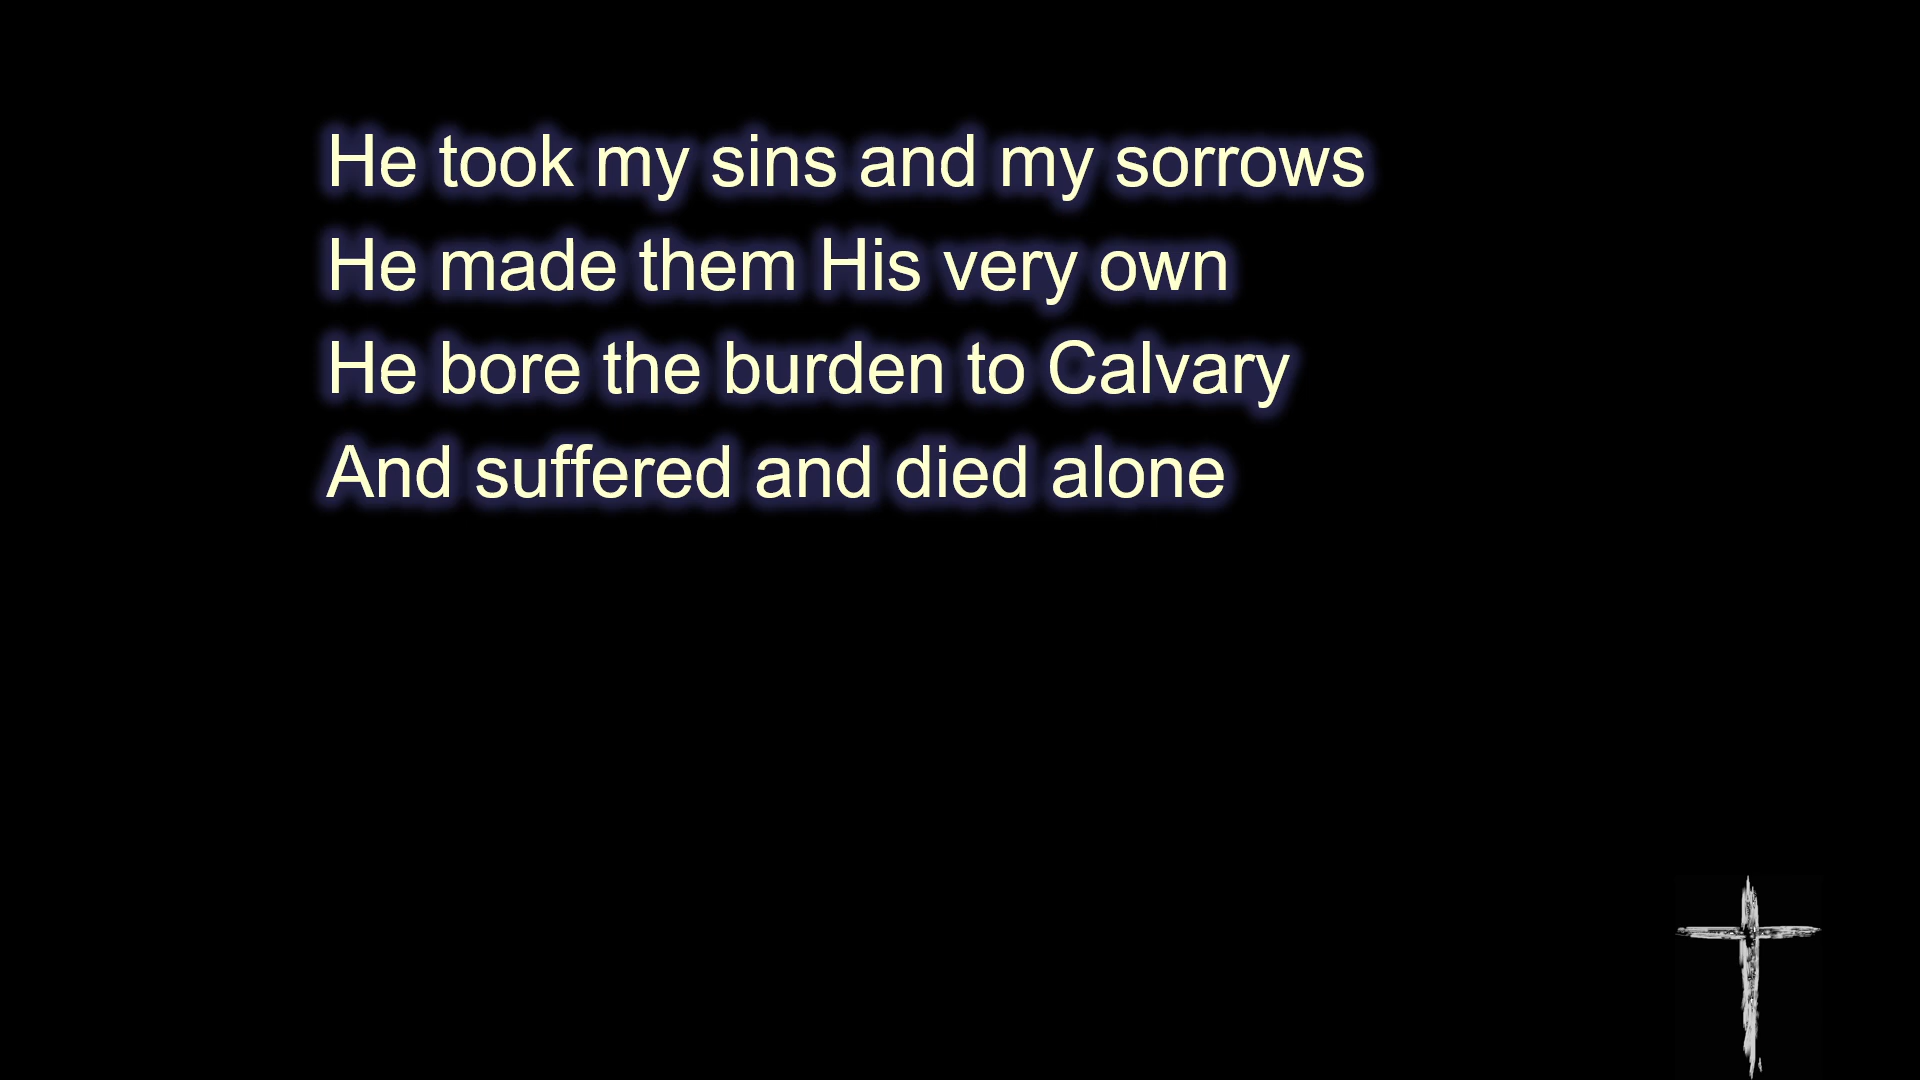 He took my sins and my sorrows
He made them His very own
He bore the burden to Calvary
And suffered and died alone